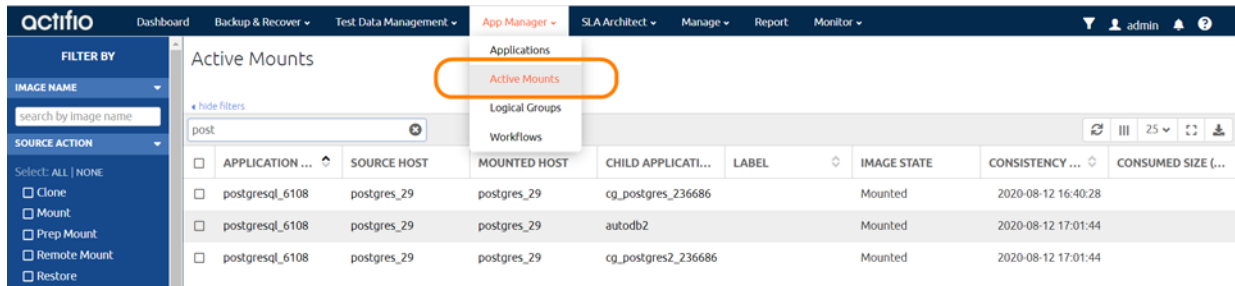 actifio Dashboard Backup & Recover Test Data Management App Manager SLA Architect Manage Report Monitor admin
FILTER BY
IMAGE NAME
search by image name
SOURCE ACTION
Select: ALL | NONE
Clone
Mount
Prep Mount
Remote Mount
Restore
Active Mounts
Applications
Active Mounts
Logical Groups
Workflows
hide filters
post 25
APPLICATION ... SOURCE HOST MOUNTED HOST CHILD APPLICATI... LABEL IMAGE STATE CONSISTENCY ... CONSUMED SIZE (...
postgresql_6108 postgres_29 postgres_29 cg_postgres_236686 Mounted 2020-08-12 16:40:28
postgresql_6108 postgres_29 postgres_29 autodb2 Mounted 2020-08-12 17:01:44
postgresql_6108 postgres_29 postgres_29 cg_postgres2_236686 Mounted 2020-08-12 17:01:44